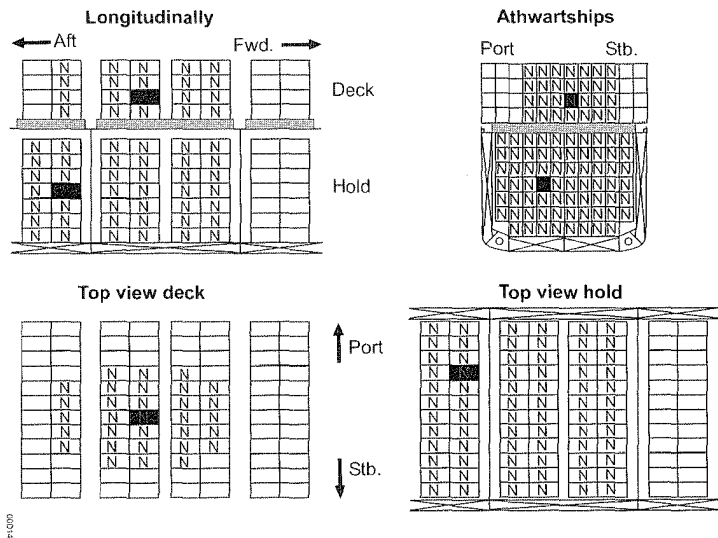 Longitudinally
Aft
Fwd.
N N N N N
N N N N N
N N N N
N N N N N
Deck
N N N N N N
N N N N N N
N N N N N N
N N N N N
N N N N N N
N N N N N N
N N N N N N
Hold
Athwartships
Port
Stb.
N N N N N N N
N N N N N N N
N N N N N N
N N N N N N N
N N N N N N N N N N
N N N N N N N N N N
N N N N N N N N N N
N N N N N N N N N
N N N N N N N N N N
N N N N N N N N N N
N N N N N N N N
Top view deck
N N N
N N N N N
N N N N N
N N N N
N N N N N
N N N N N
N N N
Port
Stb.
Top view hold
N N N N N N
N N N N N N
N N N N N N
N N N N N
N N N N N N
N N N N N N
N N N N N N
N N N N N N
N N N N N N
N N N N N N
N N N N N N
N N N N N N